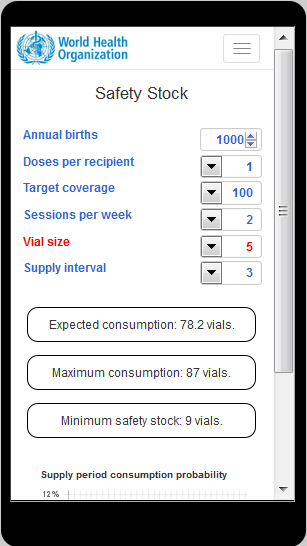 World Health
Organization
Safety Stock
Annual births 1000
Doses per recipient 1
Target coverage 100
Sessions per week 2
Vial size 5
Supply interval 3
Expected consumption: 78.2 vials.
Maximum consumption: 87 vials.
Minimum safety stock: 9 vials.
Supply period consumption probability
12%